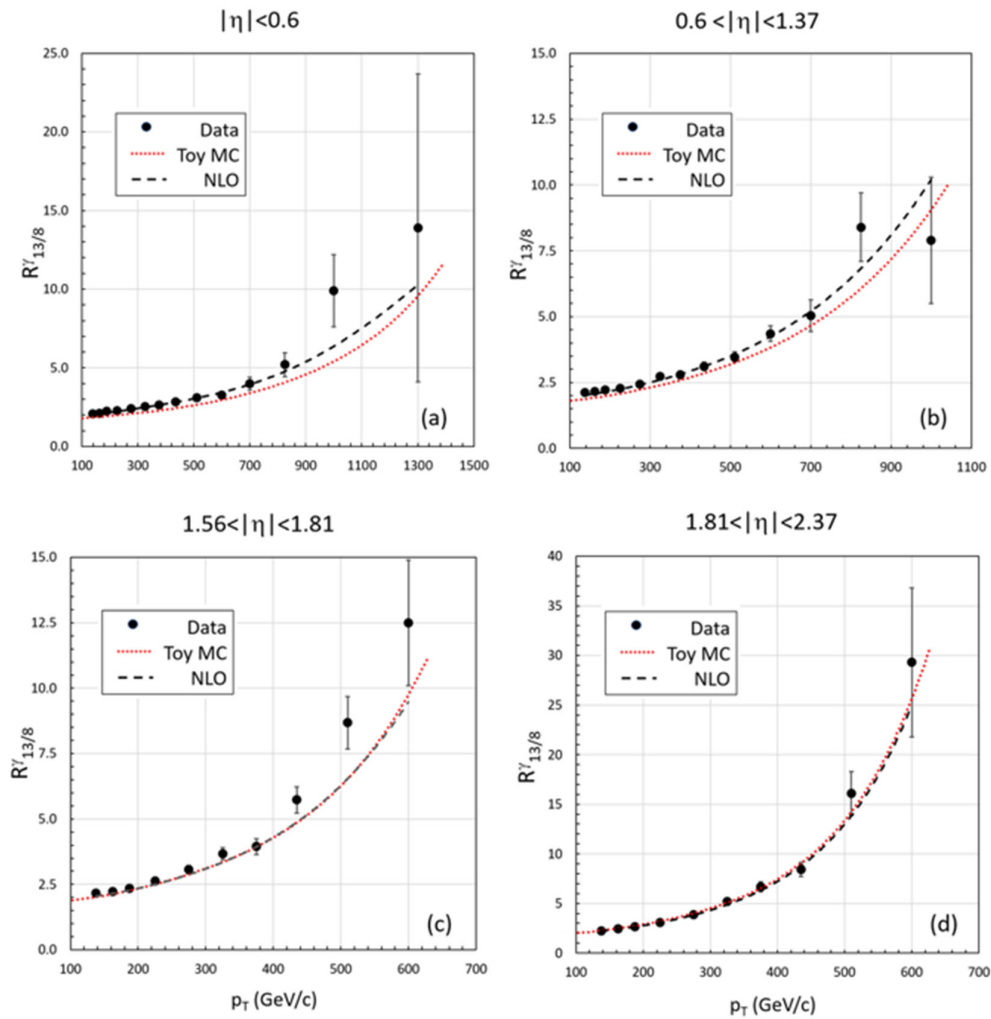 |η|<0.6
0.6 <|η|<1.37
25.0
20.0
15.0
10.0
5.0
0.0
R^γ_13/8
Data
Toy MC
NLO
(a)
100 300 500 700 900 1100 1300 1500
15.0
12.5
10.0
7.5
5.0
2.5
0.0
R^γ_13/8
Data
Toy MC
NLO
(b)
100 300 500 700 900 1100
1.56<|η|<1.81
1.81<|η|<2.37
15.0
12.5
10.0
7.5
5.0
2.5
0.0
R^γ_13/8
Data
Toy MC
NLO
(c)
100 200 300 400 500 600 700
p_T (GeV/c)
40
35
30
25
20
15
10
5
0
R^γ_13/8
Data
Toy MC
NLO
(d)
100 200 300 400 500 600 700
p_T (GeV/c)